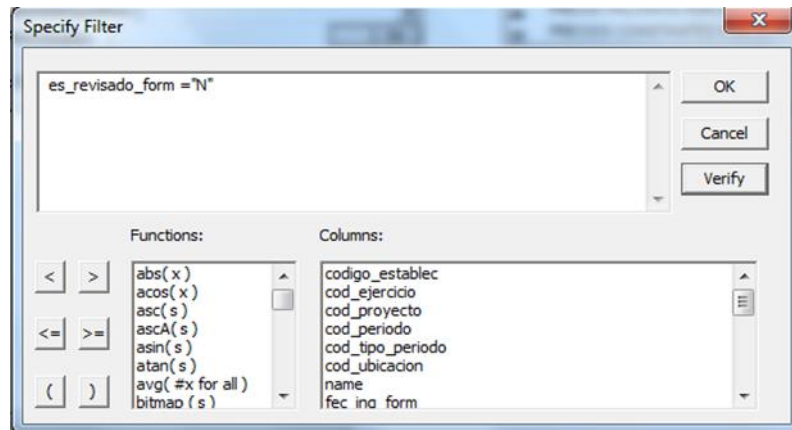 Specify Filter
es_revisado_form ="N"
OK
Cancel
Verify
Functions:
Columns:
<
>
<=
>=
(
)
abs( x )
acos( x )
asc( s )
ascA( s )
asin( s )
atan( s )
avg( #x for all )
bitmap ( s )
codigo_establec
cod_ejercicio
cod_proyecto
cod_periodo
cod_tipo_periodo
cod_ubicacion
name
fec_ing_form